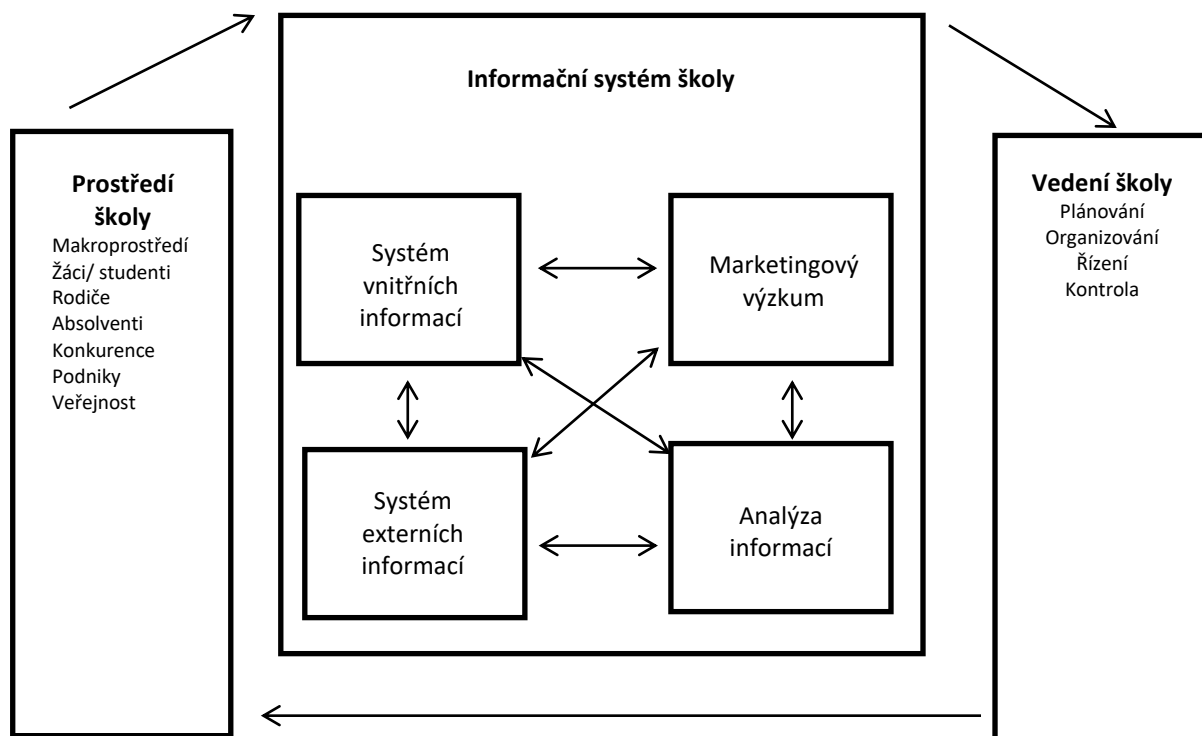 Informační systém školy
Prostředí
školy
Makroprostředí
Žáci/ studenti
Rodiče
Absolventi
Konkurence
Podniky
Veřejnost
Systém
vnitřních
informací
Marketingový
výzkum
Systém
externích
informací
Analýza
informací
Vedení školy
Plánování
Organizování
Řízení
Kontrola